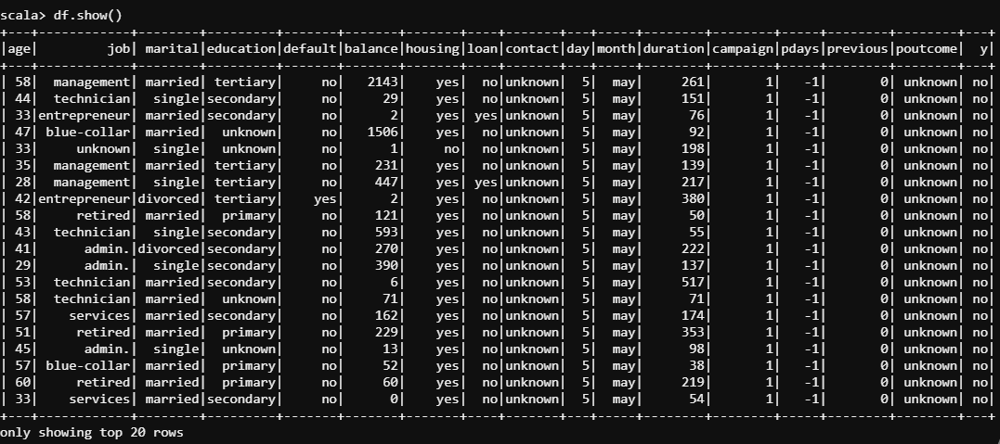 scala> df.show()
+---+------------+--------+---------+-------+-------+-------+----+-------+---+-----+--------+--------+-----+--------+--------+---+
|age|         job| marital|education|default|balance|housing|loan|contact|day|month|duration|campaign|pdays|previous|poutcome|  y|
+---+------------+--------+---------+-------+-------+-------+----+-------+---+-----+--------+--------+-----+--------+--------+---+
| 58|  management| married| tertiary|     no|   2143|    yes|  no|unknown|  5|  may|     261|       1|   -1|       0| unknown| no|
| 44|  technician|  single|secondary|     no|     29|    yes|  no|unknown|  5|  may|     151|       1|   -1|       0| unknown| no|
| 33|entrepreneur| married|secondary|     no|      2|    yes| yes|unknown|  5|  may|      76|       1|   -1|       0| unknown| no|
| 47| blue-collar| married|  unknown|     no|   1506|    yes|  no|unknown|  5|  may|      92|       1|   -1|       0| unknown| no|
| 33|     unknown|  single|  unknown|     no|      1|     no|  no|unknown|  5|  may|     198|       1|   -1|       0| unknown| no|
| 35|  management| married| tertiary|     no|    231|    yes|  no|unknown|  5|  may|     139|       1|   -1|       0| unknown| no|
| 28|  management|  single| tertiary|     no|    447|    yes| yes|unknown|  5|  may|     217|       1|   -1|       0| unknown| no|
| 42|entrepreneur|divorced| tertiary|    yes|      2|    yes|  no|unknown|  5|  may|     380|       1|   -1|       0| unknown| no|
| 58|     retired| married|  primary|     no|    121|    yes|  no|unknown|  5|  may|      50|       1|   -1|       0| unknown| no|
| 43|  technician|  single|secondary|     no|    593|    yes|  no|unknown|  5|  may|      55|       1|   -1|       0| unknown| no|
| 41|      admin.|divorced|secondary|     no|    270|    yes|  no|unknown|  5|  may|     222|       1|   -1|       0| unknown| no|
| 29|      admin.|  single|secondary|     no|    390|    yes|  no|unknown|  5|  may|     137|       1|   -1|       0| unknown| no|
| 53|  technician| married|secondary|     no|      6|    yes|  no|unknown|  5|  may|     517|       1|   -1|       0| unknown| no|
| 58|  technician| married|  unknown|     no|     71|    yes|  no|unknown|  5|  may|      71|       1|   -1|       0| unknown| no|
| 57|    services| married|secondary|     no|    162|    yes|  no|unknown|  5|  may|     174|       1|   -1|       0| unknown| no|
| 51|     retired| married|  primary|     no|    229|    yes|  no|unknown|  5|  may|     353|       1|   -1|       0| unknown| no|
| 45|      admin.|  single|  unknown|     no|     13|    yes|  no|unknown|  5|  may|      98|       1|   -1|       0| unknown| no|
| 57| blue-collar| married|  primary|     no|     52|    yes|  no|unknown|  5|  may|      38|       1|   -1|       0| unknown| no|
| 60|     retired| married|  primary|     no|     60|    yes|  no|unknown|  5|  may|     219|       1|   -1|       0| unknown| no|
| 33|    services| married|secondary|     no|      0|    yes|  no|unknown|  5|  may|      54|       1|   -1|       0| unknown| no|
+---+------------+--------+---------+-------+-------+-------+----+-------+---+-----+--------+--------+-----+--------+--------+---+
only showing top 20 rows